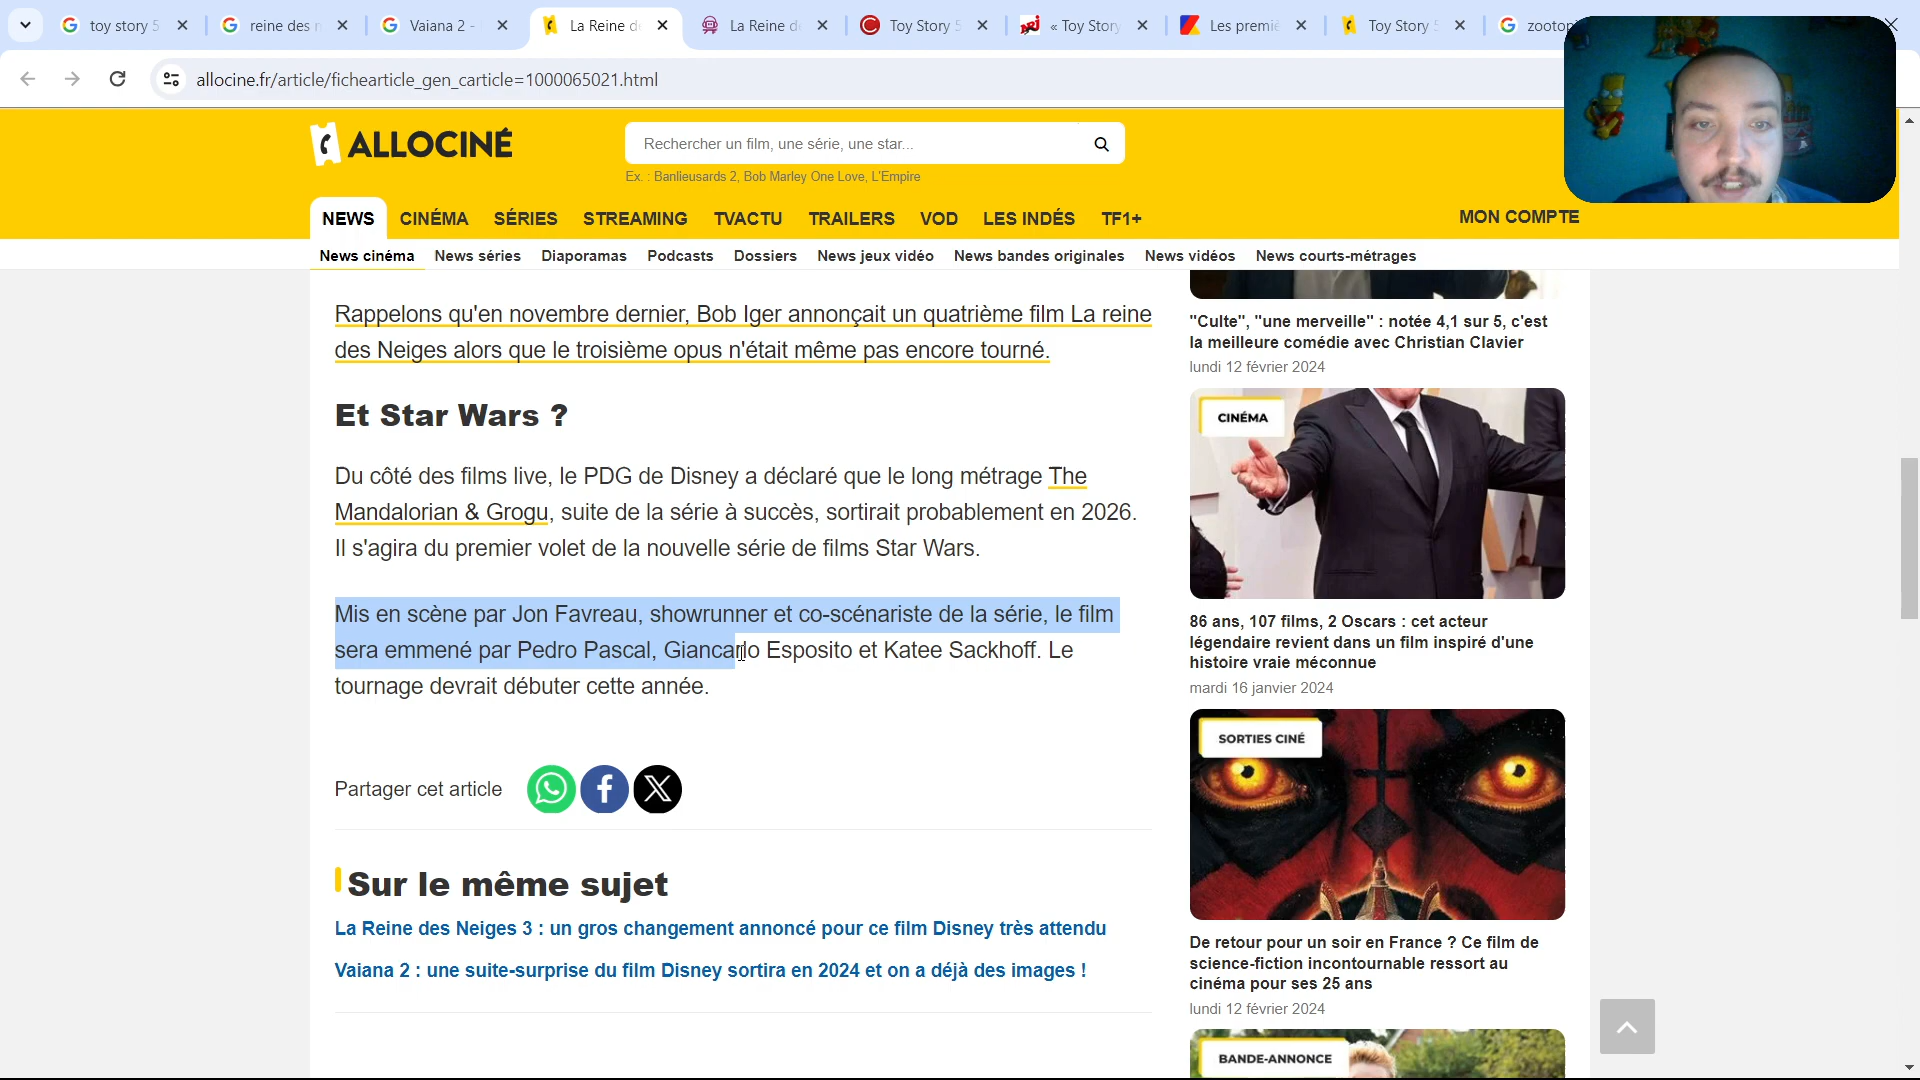 toy story 5
reine des n
Vaiana 2 -
La Reine d
La Reine d
Toy Story 5
« Toy Story
Les premiè
Toy Story 5
zootopi
allocine.fr/article/fichearticle_gen_carticle=1000065021.html
ALLOCINÉ
Rechercher un film, une série, une star...
Ex. : Banlieusards 2, Bob Marley One Love, L'Empire
NEWS CINÉMA SÉRIES STREAMING TVACTU TRAILERS VOD LES INDÉS TF1+
MON COMPTE
News cinéma News séries Diaporamas Podcasts Dossiers News jeux vidéo News bandes originales News vidéos News courts-métrages
Rappelons qu'en novembre dernier, Bob Iger annonçait un quatrième film La reine
des Neiges alors que le troisième opus n'était même pas encore tourné.
Et Star Wars ?
Du côté des films live, le PDG de Disney a déclaré que le long métrage The
Mandalorian & Grogu, suite de la série à succès, sortirait probablement en 2026.
Il s'agira du premier volet de la nouvelle série de films Star Wars.
Mis en scène par Jon Favreau, showrunner et co-scénariste de la série, le film
sera emmené par Pedro Pascal, Giancarlo Esposito et Katee Sackhoff. Le
tournage devrait débuter cette année.
Partager cet article
Sur le même sujet
La Reine des Neiges 3 : un gros changement annoncé pour ce film Disney très attendu
Vaiana 2 : une suite-surprise du film Disney sortira en 2024 et on a déjà des images !
"Culte", "une merveille" : notée 4,1 sur 5, c'est
la meilleure comédie avec Christian Clavier
lundi 12 février 2024
CINÉMA
86 ans, 107 films, 2 Oscars : cet acteur
légendaire revient dans un film inspiré d'une
histoire vraie méconnue
mardi 16 janvier 2024
SORTIES CINÉ
De retour pour un soir en France ? Ce film de
science-fiction incontournable ressort au
cinéma pour ses 25 ans
lundi 12 février 2024
BANDE-ANNONCE